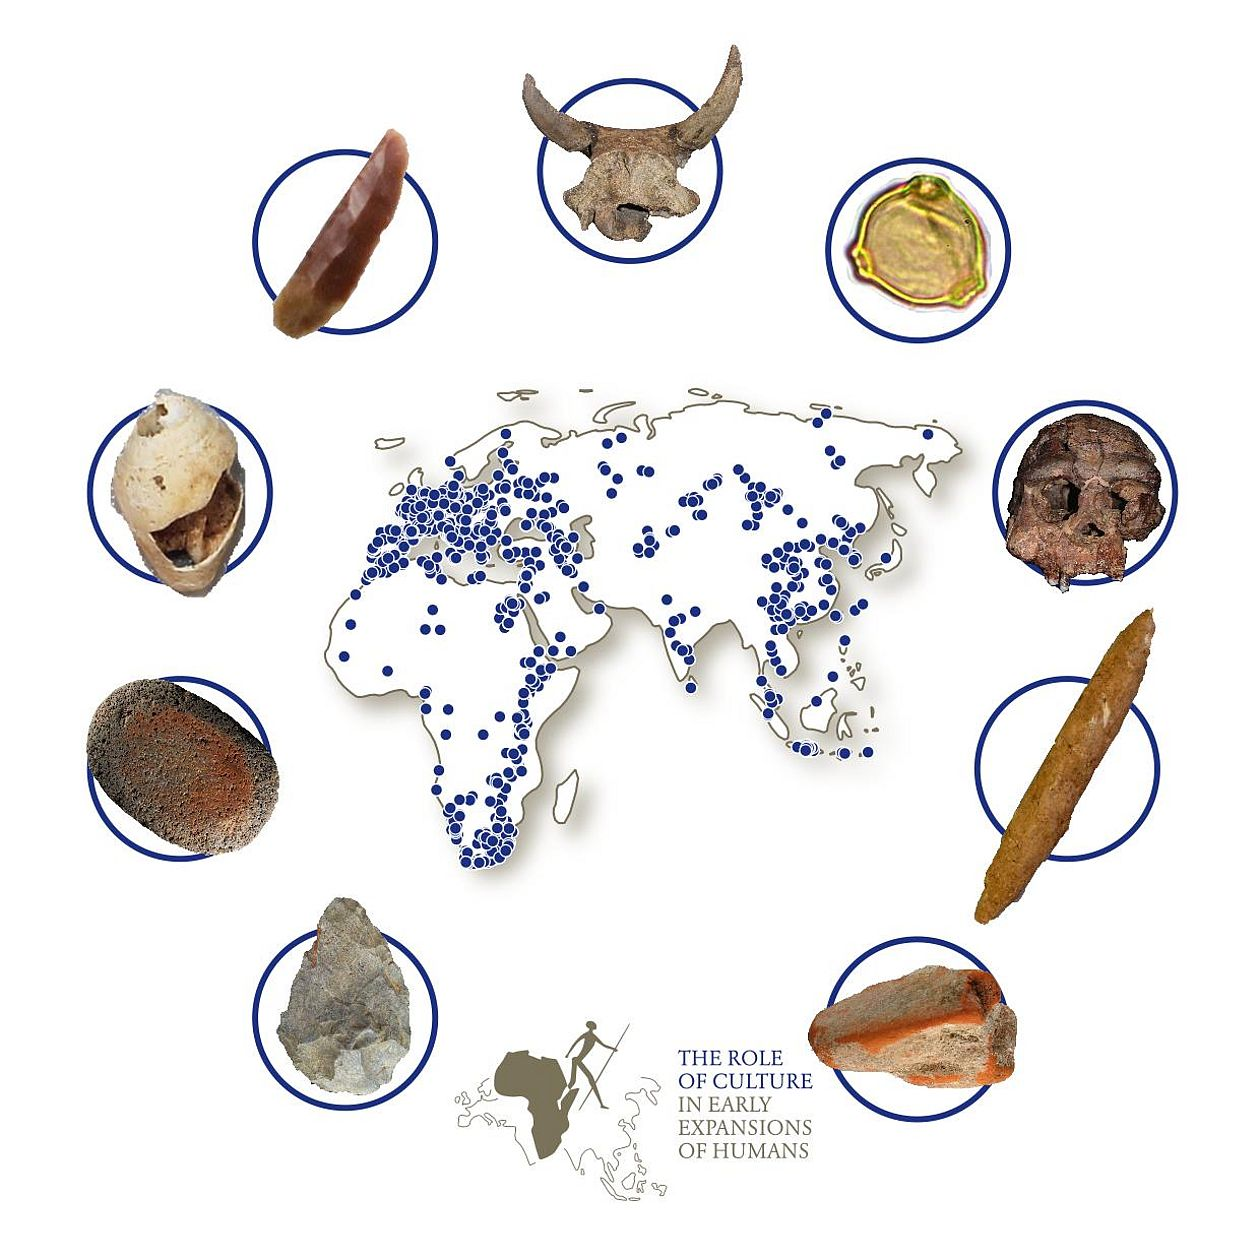 THE ROLE
OF CULTURE
IN EARLY
EXPANSIONS
OF HUMANS